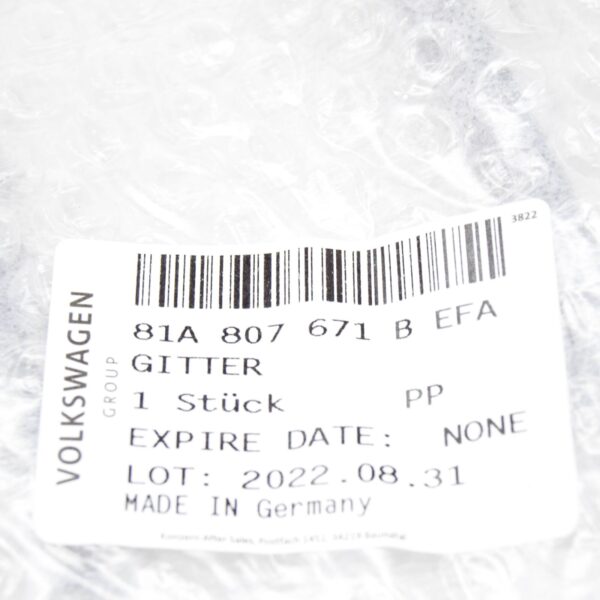 3822
81A 807 671 B EFA
GITTER
1 Stück PP
EXPIRE DATE: NONE
LOT: 2022.08.31
MADE IN Germany
VOLKSWAGEN
GROUP